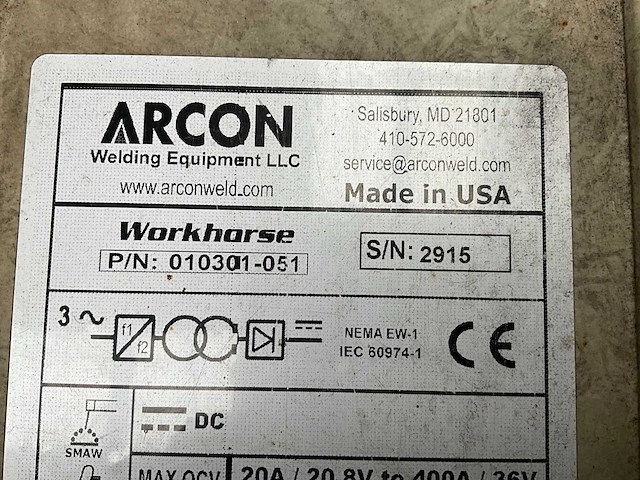 ARCON
Welding Equipment LLC
www.arconweld.com
Salisbury, MD 21801
410-572-6000
service@arconweld.com
Made in USA
Workhorse
P/N: 010301-051
S/N: 2915
3 ~
f1
f2
NEMA EW-1
IEC 60974-1
CE
SMAW
DC
MAX OCV
20A / 20.8V to 400A / 36V